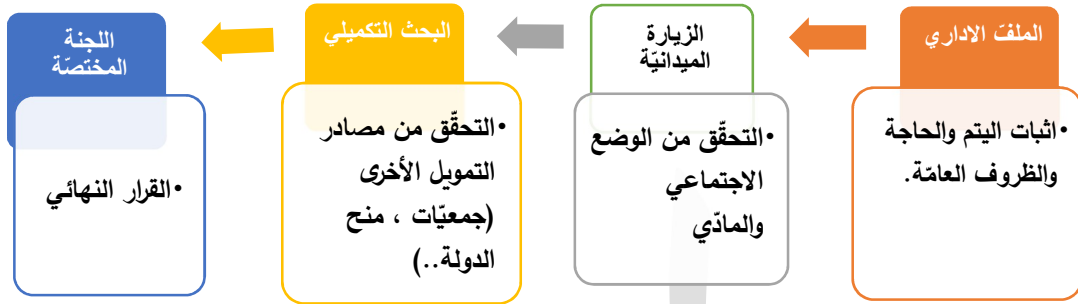 الملفّ الاداري
•اثبات اليتم والحاجة
والظروف العامّة.
الزيارة
الميدانيّة
•التحقّق من الوضع
الاجتماعي
والمادّي
البحث التكميلي
•التحقّق من مصادر
التمويل الأخرى
(جمعيّات ، منح
الدولة..)
اللجنة
المختصّة
•القرار النهائي